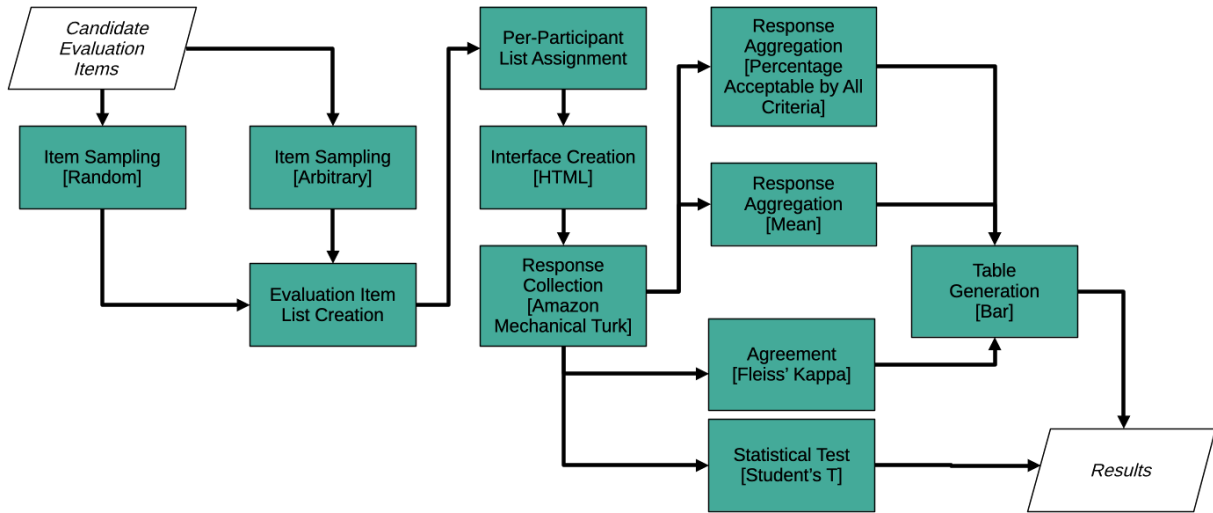 Candidate
Evaluation
Items
Item Sampling
[Random]
Item Sampling
[Arbitrary]
Evaluation Item
List Creation
Per-Participant
List Assignment
Interface Creation
[HTML]
Response
Collection
[Amazon
Mechanical Turk]
Response
Aggregation
[Percentage
Acceptable by All
Criteria]
Response
Aggregation
[Mean]
Agreement
[Fleiss’ Kappa]
Statistical Test
[Student’s T]
Table
Generation
[Bar]
Results